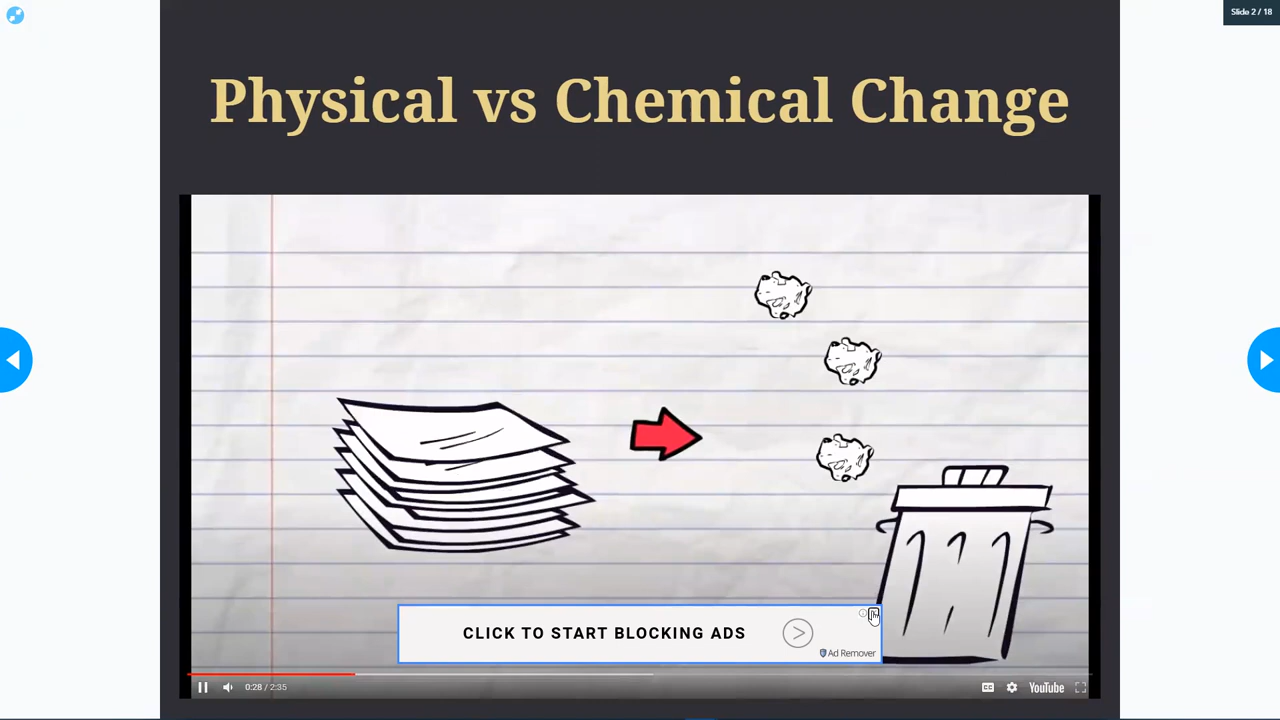 Slide 2 / 18
Physical vs Chemical Change
CLICK TO START BLOCKING ADS
Ad Remover
0:28 / 2:35
CC
YouTube